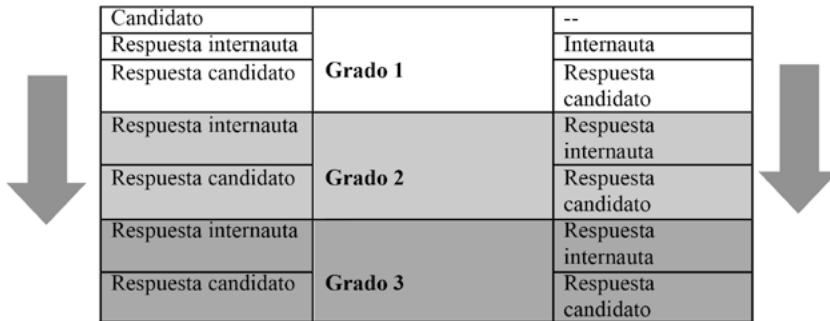 Candidato
--
Respuesta internauta
Internauta
Respuesta candidato
Grado 1
Respuesta
candidato
Respuesta internauta
Respuesta
internauta
Respuesta candidato
Grado 2
Respuesta
candidato
Respuesta internauta
Respuesta
internauta
Respuesta candidato
Grado 3
Respuesta
candidato